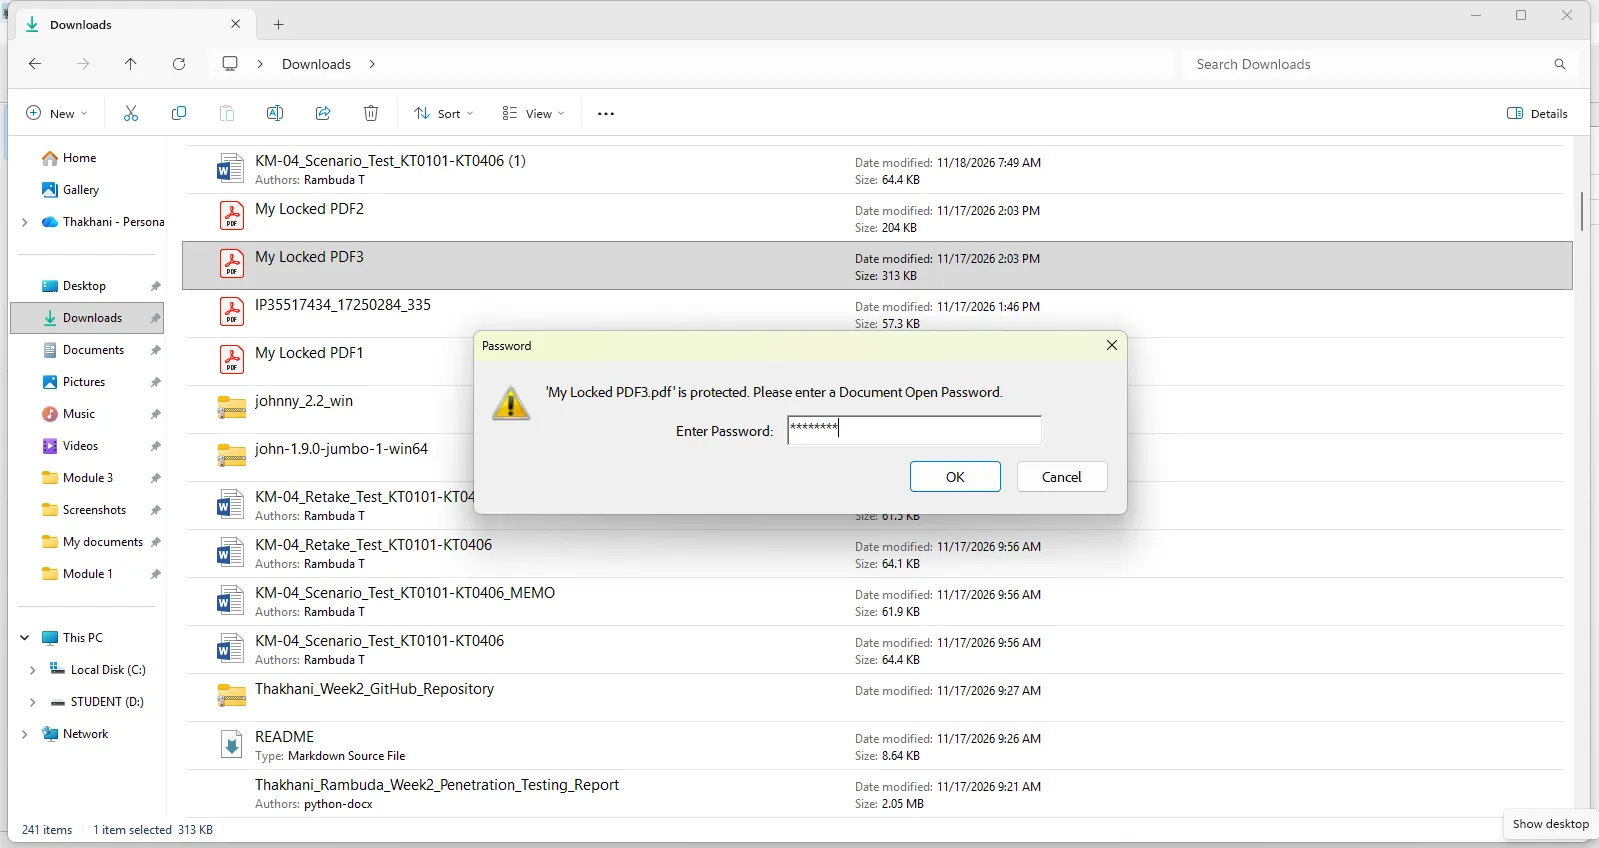 Downloads
Downloads
Search Downloads
New
Sort
View
Details
Home
Gallery
Thakhani - Persona
Desktop
Downloads
Documents
Pictures
Music
Videos
Module 3
Screenshots
My documents
Module 1
This PC
Local Disk (C:)
STUDENT (D:)
Network
KM-04_Scenario_Test_KT0101-KT0406 (1)
Authors: Rambuda T
Date modified: 11/18/2026 7:49 AM
Size: 64.4 KB
PDF
My Locked PDF2
Date modified: 11/17/2026 2:03 PM
Size: 204 KB
PDF
My Locked PDF3
Date modified: 11/17/2026 2:03 PM
Size: 313 KB
PDF
IP35517434_17250284_335
Date modified: 11/17/2026 1:46 PM
Size: 57.3 KB
PDF
My Locked PDF1
johnny_2.2_win
john-1.9.0-jumbo-1-win64
Password
'My Locked PDF3.pdf' is protected. Please enter a Document Open Password.
Enter Password: ********
OK
Cancel
KM-04_Retake_Test_KT0101-KT04
Authors: Rambuda T
Size: 61.5 KB
KM-04_Retake_Test_KT0101-KT0406
Authors: Rambuda T
Date modified: 11/17/2026 9:56 AM
Size: 64.1 KB
KM-04_Scenario_Test_KT0101-KT0406_MEMO
Authors: Rambuda T
Date modified: 11/17/2026 9:56 AM
Size: 61.9 KB
KM-04_Scenario_Test_KT0101-KT0406
Authors: Rambuda T
Date modified: 11/17/2026 9:56 AM
Size: 64.4 KB
Thakhani_Week2_GitHub_Repository
Date modified: 11/17/2026 9:27 AM
README
Type: Markdown Source File
Date modified: 11/17/2026 9:26 AM
Size: 8.64 KB
Thakhani_Rambuda_Week2_Penetration_Testing_Report
Authors: python-docx
Date modified: 11/17/2026 9:21 AM
Size: 2.05 MB
241 items
1 item selected 313 KB
Show desktop